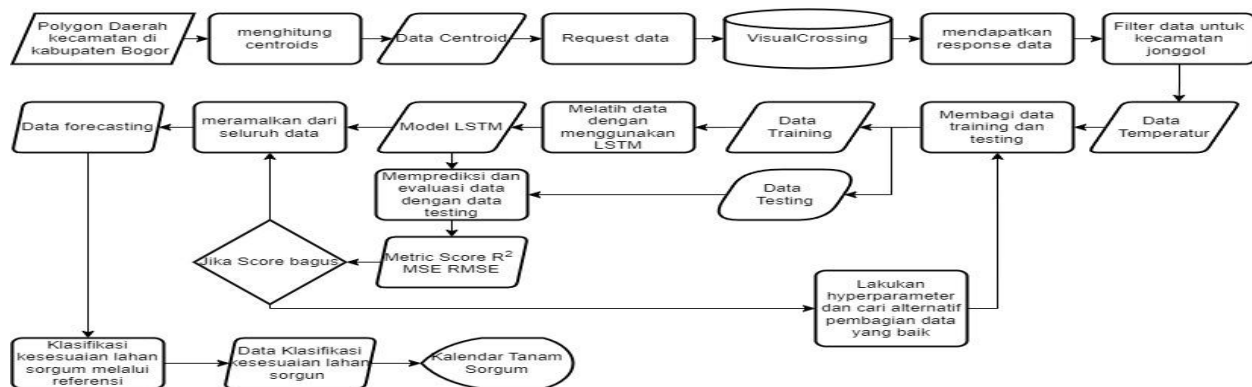 Polygon Daerah
kecamatan di
kabupaten Bogor
menghitung
centroids
Data Centroid
Request data
VisualCrossing
mendapatkan
response data
Filter data untuk
kecamatan
jonggol
Data
Temperatur
Membagi data
training dan
testing
Data
Training
Melatih data
dengan
menggunakan
LSTM
Model LSTM
meramalkan dari
seluruh data
Data forecasting
Memprediksi dan
evaluasi data
dengan data
testing
Data
Testing
Metric Score R²
MSE RMSE
Jika Score bagus
Lakukan
hyperparameter
dan cari alternatif
pembagian data
yang baik
Klasifikasi
kesesuaian lahan
sorgum melalui
referensi
Data Klasifikasi
kesesuaian lahan
sorgun
Kalendar Tanam
Sorgum